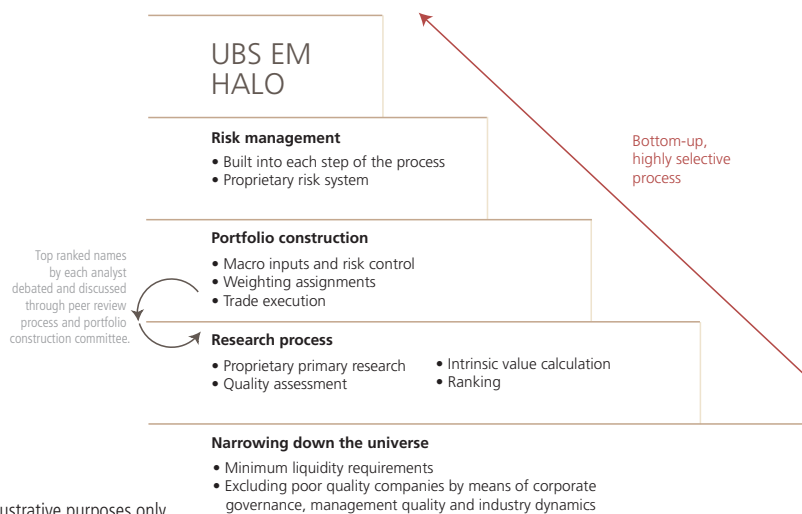 UBS EM
HALO
Risk management
• Built into each step of the process
• Proprietary risk system
Bottom-up,
highly selective
process
Portfolio construction
• Macro inputs and risk control
• Weighting assignments
• Trade execution
Top ranked names
by each analyst
debated and discussed
through peer review
process and portfolio
construction committee.
Research process
• Proprietary primary research
• Quality assessment
• Intrinsic value calculation
• Ranking
Narrowing down the universe
• Minimum liquidity requirements
• Excluding poor quality companies by means of corporate
governance, management quality and industry dynamics
purposes only